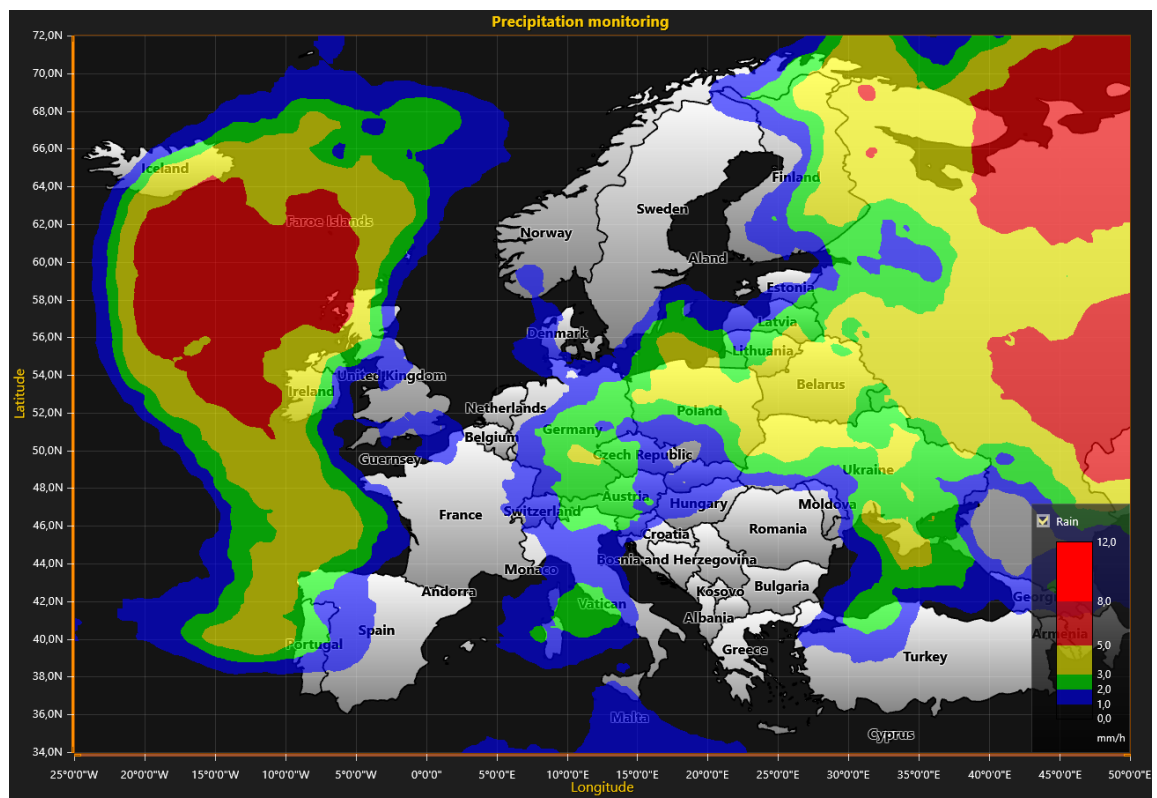 Precipitation monitoring
72,0N
70,0N
68,0N
66,0N
64,0N
62,0N
60,0N
58,0N
56,0N
54,0N
52,0N
50,0N
48,0N
46,0N
44,0N
42,0N
40,0N
38,0N
36,0N
34,0N
Latitude
Iceland
Finland
Faroe Islands
Sweden
Norway
Aland
Estonia
Latvia
Denmark
Lithuania
United Kingdom
Belarus
Ireland
Netherlands
Poland
Germany
Belgium
Guernsey
Czech Republic
Ukraine
Austria
Hungary
Moldova
Switzerland
France
Romania
Croatia
Bosnia and Herzegovina
Monaco
Bulgaria
Andorra
Kosovo
Vatican
Albania
Spain
Portugal
Greece
Turkey
Malta
Cyprus
Armenia
Rain
12,0
8,0
5,0
3,0
2,0
1,0
0,0
mm/h
25°0'0"W
20°0'0"W
15°0'0"W
10°0'0"W
5°0'0"W
0°0'0"
5°0'0"E
10°0'0"E
15°0'0"E
20°0'0"E
25°0'0"E
30°0'0"E
35°0'0"E
40°0'0"E
45°0'0"E
Longitude